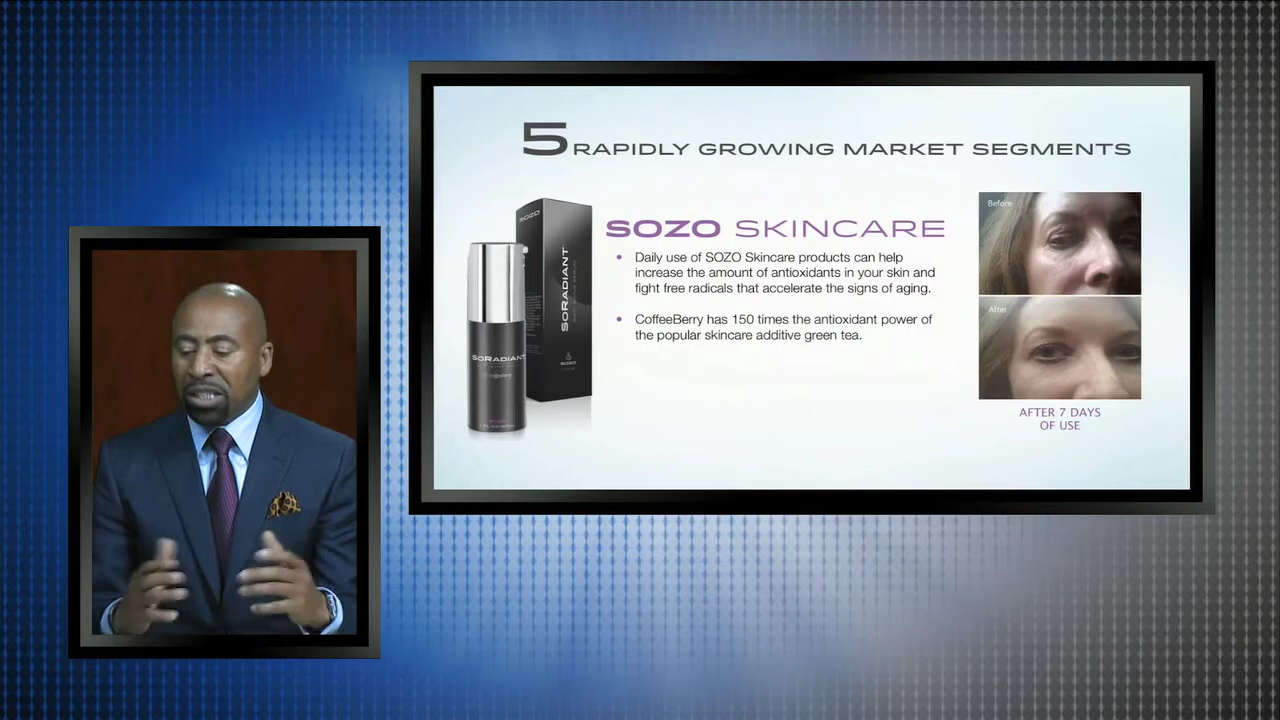 5 RAPIDLY GROWING MARKET SEGMENTS
SOZO
SORADIANT
SOZO
SORADIANT
SOZO SKINCARE
• Daily use of SOZO Skincare products can help
increase the amount of antioxidants in your skin and
fight free radicals that accelerate the signs of aging.
• CoffeeBerry has 150 times the antioxidant power of
the popular skincare additive green tea.
Before
After
AFTER 7 DAYS
OF USE